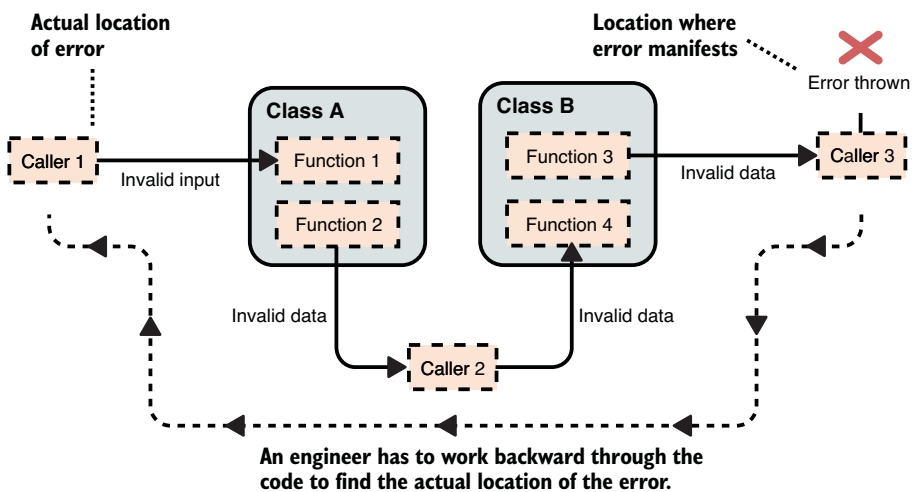 Actual location
of error
Location where
error manifests
Error thrown
Class A
Class B
Caller 1
Invalid input
Function 1
Function 2
Function 3
Function 4
Invalid data
Caller 3
Invalid data
Invalid data
Caller 2
An engineer has to work backward through the
code to find the actual location of the error.